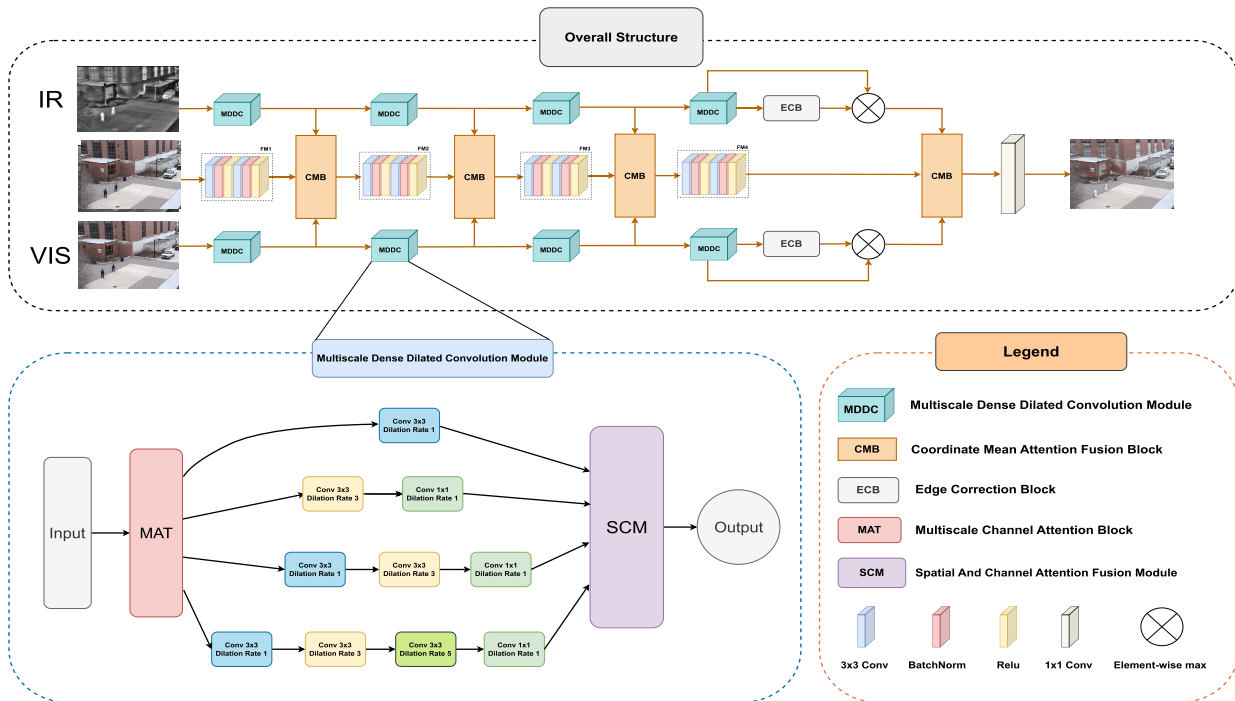 Overall Structure
IR
MDDC
MDDC
MDDC
MDDC
ECB
FM1
FM2
FM3
FM4
CMB
CMB
CMB
CMB
VIS
MDDC
MDDC
MDDC
MDDC
ECB
Multiscale Dense Dilated Convolution Module
Input
MAT
Conv 3x3
Dilation Rate 1
Conv 3x3
Dilation Rate 3
Conv 1x1
Dilation Rate 1
Conv 3x3
Dilation Rate 1
Conv 3x3
Dilation Rate 3
Conv 1x1
Dilation Rate 1
Conv 3x3
Dilation Rate 1
Conv 3x3
Dilation Rate 3
Conv 3x3
Dilation Rate 5
Conv 1x1
Dilation Rate 1
SCM
Output
Legend
MDDC
Multiscale Dense Dilated Convolution Module
CMB
Coordinate Mean Attention Fusion Block
ECB
Edge Correction Block
MAT
Multiscale Channel Attention Block
SCM
Spatial And Channel Attention Fusion Module
3x3 Conv
BatchNorm
Relu
1x1 Conv
Element-wise max